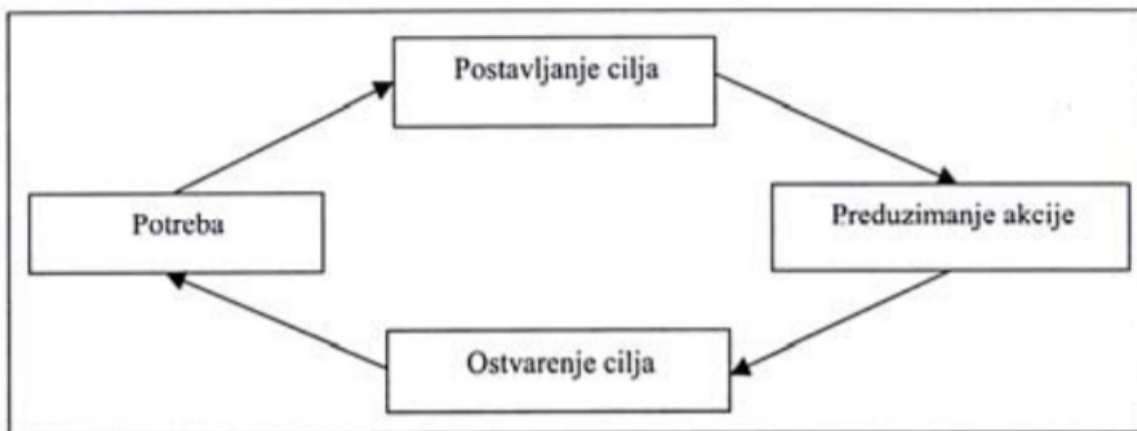 Postavljanje cilja
Potreba
Preduzimanje akcije
Ostvarenje cilja